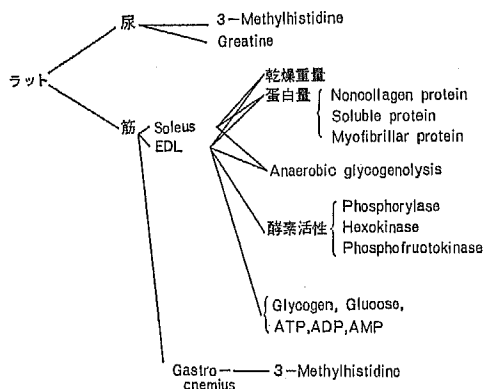 尿
3-Methylhistidine
Greatine
ラット
乾燥重量
蛋白量
Noncollagen protein
Soluble protein
Myofibrillar protein
筋
Soleus
EDL
Anaerobic glycogenolysis
酵素活性
Phosphorylase
Hexokinase
Phosphofruotokinase
Glycogen, Gluoose,
ATP,ADP,AMP
Gastro
cnemius
3-Methylhistidine